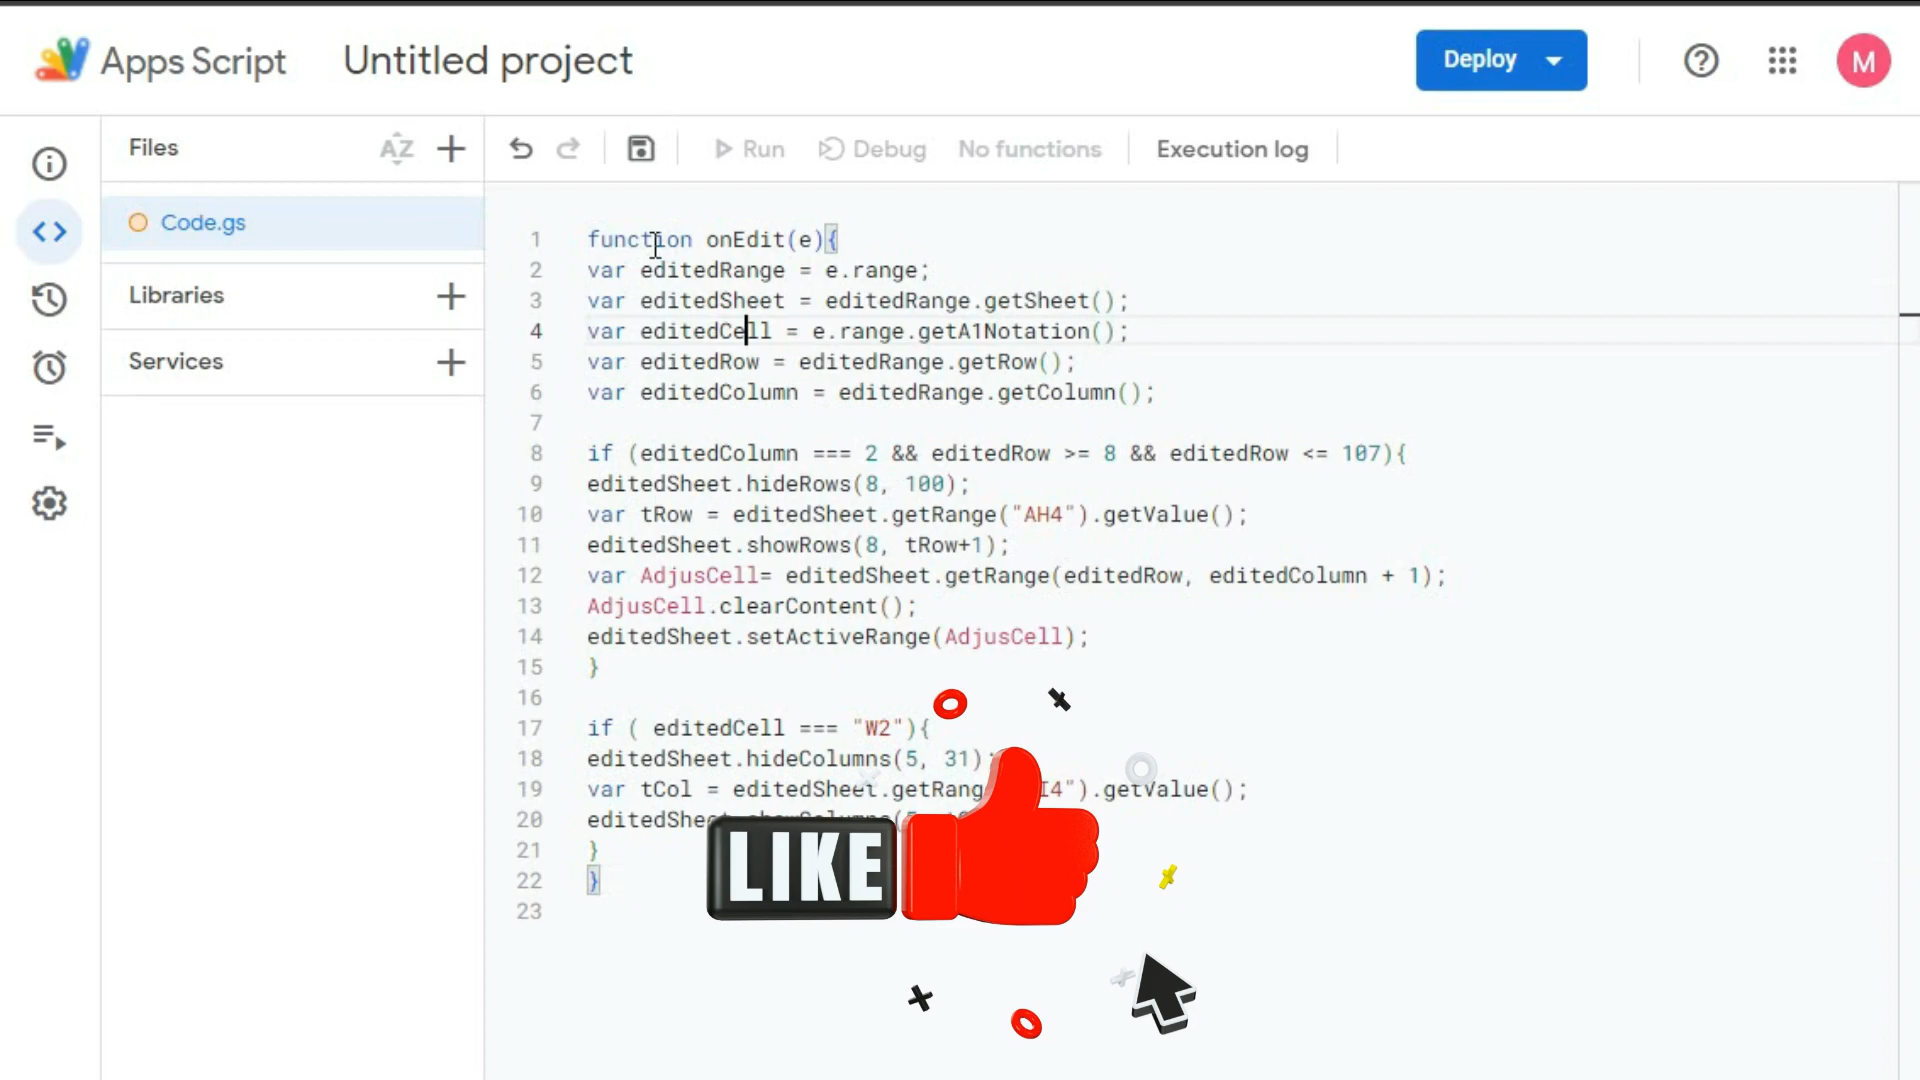 Apps Script Untitled project Deploy M
Files AZ Run Debug No functions Execution log
Code.gs
Libraries
Services
1 function onEdit(e){
2 var editedRange = e.range;
3 var editedSheet = editedRange.getSheet();
4 var editedCell = e.range.getA1Notation();
5 var editedRow = editedRange.getRow();
6 var editedColumn = editedRange.getColumn();
7
8 if (editedColumn === 2 && editedRow >= 8 && editedRow <= 107){
9 editedSheet.hideRows(8, 100);
10 var tRow = editedSheet.getRange("AH4").getValue();
11 editedSheet.showRows(8, tRow+1);
12 var AdjusCell= editedSheet.getRange(editedRow, editedColumn + 1);
13 AdjusCell.clearContent();
14 editedSheet.setActiveRange(AdjusCell);
15 }
16
17 if ( editedCell === "W2"){
18 editedSheet.hideColumns(5, 31);
19 var tCol = editedSheet.getRang I4").getValue();
20 editedShe
21 }
22 }
23
LIKE